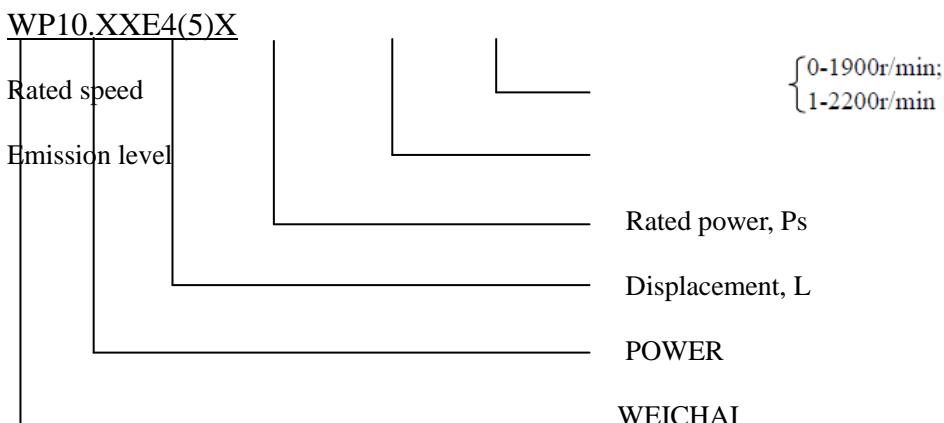 WP10.XXE4(5)X
0-1900r/min;
Rated speed
1-2200r/min
Emission level
Rated power, Ps
Displacement, L
POWER
WEICHAI